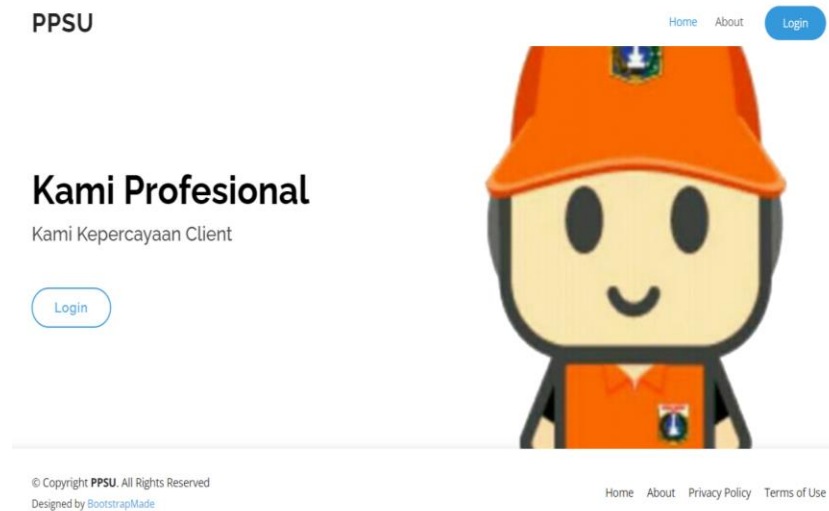 PPSU
Home About Login
Kami Profesional
Kami Kepercayaan Client
Login
© Copyright PPSU. All Rights Reserved
Designed by BootstrapMade
Home About Privacy Policy Terms of Use